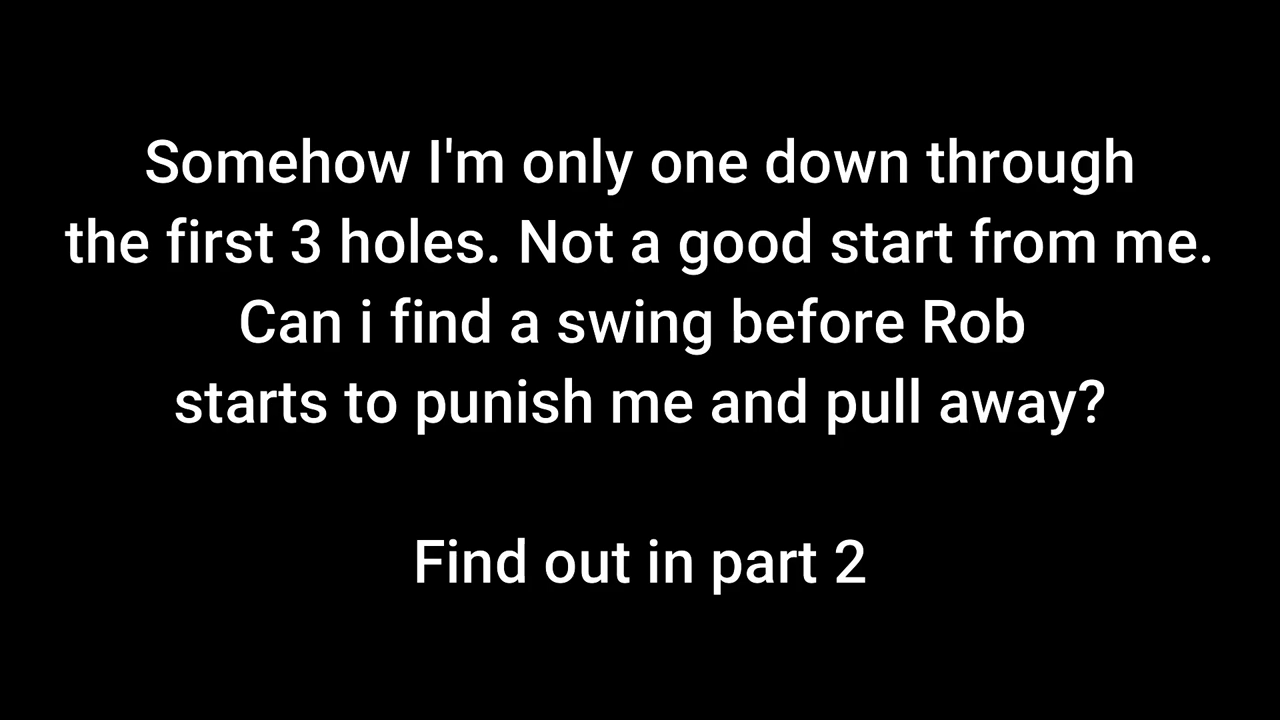 Somehow I'm only one down through
the first 3 holes. Not a good start from me.
Can i find a swing before Rob
starts to punish me and pull away?
Find out in part 2